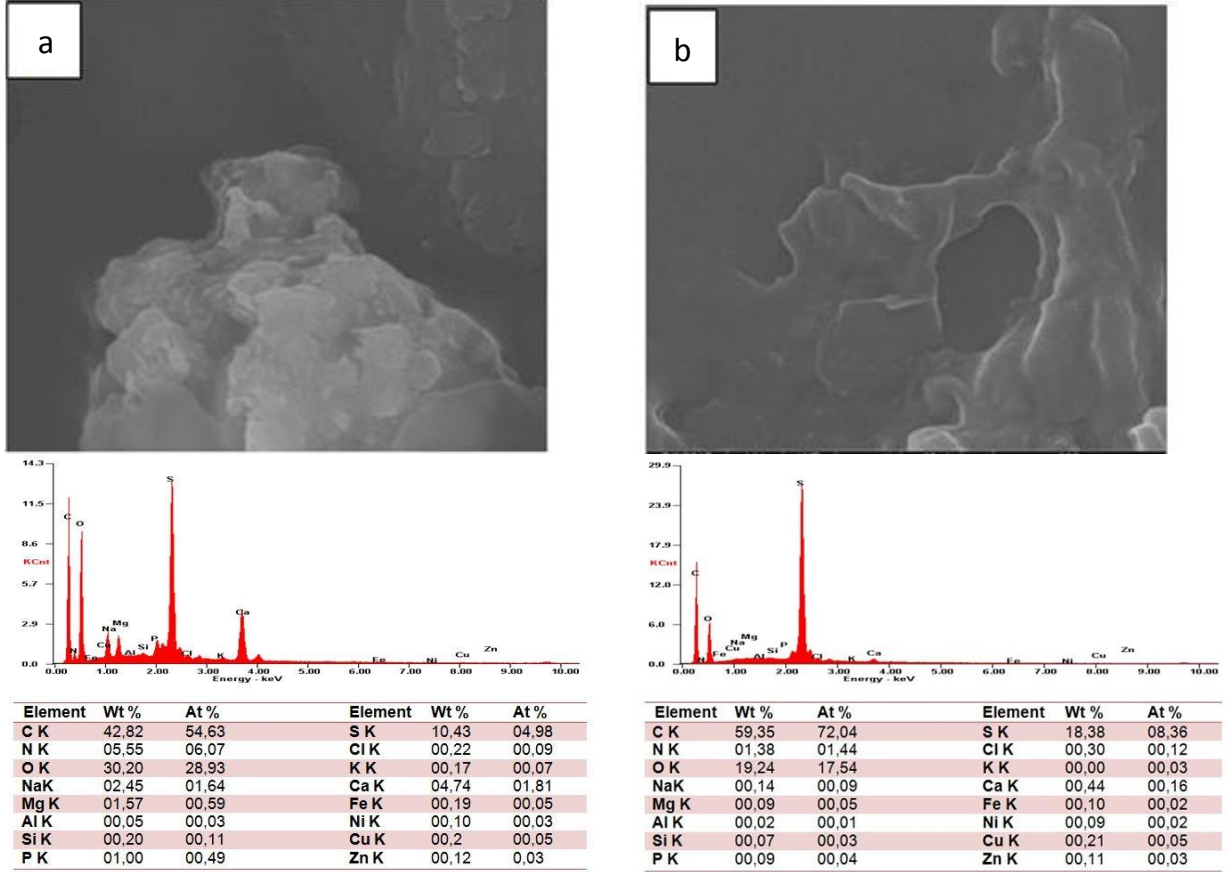 a
b
14.3
11.5
8.6
KCnt
5.7
2.9
0.0
C
O
N
Fe
Cu
Na
Mg
Al
Si
P
S
Cl
K
Ca
Fe
Ni
Cu
Zn
0.00 1.00 2.00 3.00 4.00 5.00 6.00 7.00 8.00 9.00 10.00
Energy - keV
29.9
23.9
17.9
KCnt
12.0
6.0
0.0
C
O
N
Fe
Cu
Na
Mg
Al
Si
P
S
Cl
K
Ca
Fe
Ni
Cu
Zn
0.00 1.00 2.00 3.00 4.00 5.00 6.00 7.00 8.00 9.00 10.00
Energy - keV
Element Wt % At % Element Wt % At %
C K 42,82 54,63 S K 10,43 04,98
N K 05,55 06,07 Cl K 00,22 00,09
O K 30,20 28,93 K K 00,17 00,07
NaK 02,45 01,64 Ca K 04,74 01,81
Mg K 01,57 00,59 Fe K 00,19 00,05
Al K 00,05 00,03 Ni K 00,10 00,03
Si K 00,20 00,11 Cu K 00,2 00,05
P K 01,00 00,49 Zn K 00,12 0,03
Element Wt % At % Element Wt % At %
C K 59,35 72,04 S K 18,38 08,36
N K 01,38 01,44 Cl K 00,30 00,12
O K 19,24 17,54 K K 00,00 00,03
NaK 00,14 00,09 Ca K 00,44 00,16
Mg K 00,09 00,05 Fe K 00,10 00,02
Al K 00,02 00,01 Ni K 00,09 00,02
Si K 00,07 00,03 Cu K 00,21 00,05
P K 00,09 00,04 Zn K 00,11 00,03